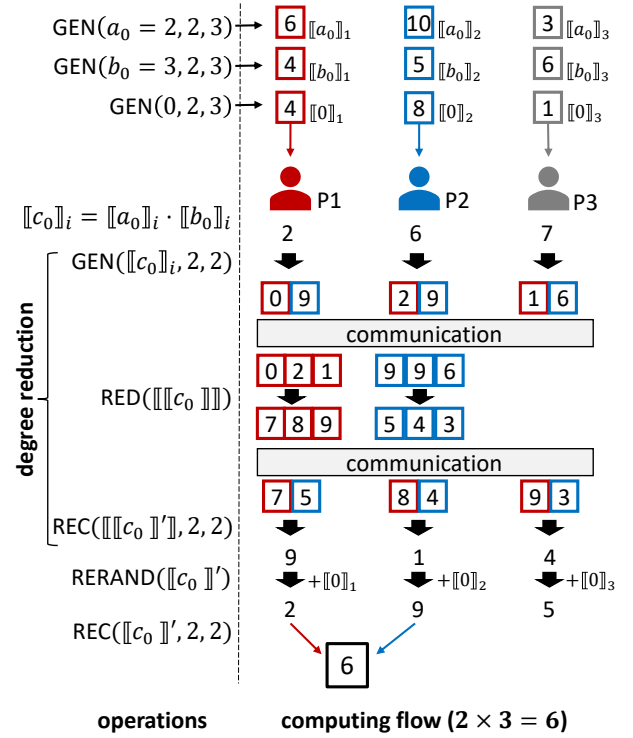 GEN(a₀ = 2, 2, 3) 6 ⟦a₀⟧₁ 10 ⟦a₀⟧₂ 3 ⟦a₀⟧₃
GEN(b₀ = 3, 2, 3) 4 ⟦b₀⟧₁ 5 ⟦b₀⟧₂ 6 ⟦b₀⟧₃
GEN(0, 2, 3) 4 ⟦0⟧₁ 8 ⟦0⟧₂ 1 ⟦0⟧₃
P1 P2 P3
⟦c₀⟧ᵢ = ⟦a₀⟧ᵢ · ⟦b₀⟧ᵢ 2 6 7
degree reduction
GEN(⟦c₀⟧ᵢ, 2, 2)
0 9 2 9 1 6
communication
0 2 1 9 9 6
RED(⟦⟦c₀ ⟧⟧)
7 8 9 5 4 3
communication
7 5 8 4 9 3
REC(⟦⟦c₀ ⟧'⟧, 2, 2)
9 1 4
RERAND(⟦c₀ ⟧') +⟦0⟧₁ +⟦0⟧₂ +⟦0⟧₃
2 9 5
REC(⟦c₀ ⟧', 2, 2)
6
operations computing flow (2 × 3 = 6)